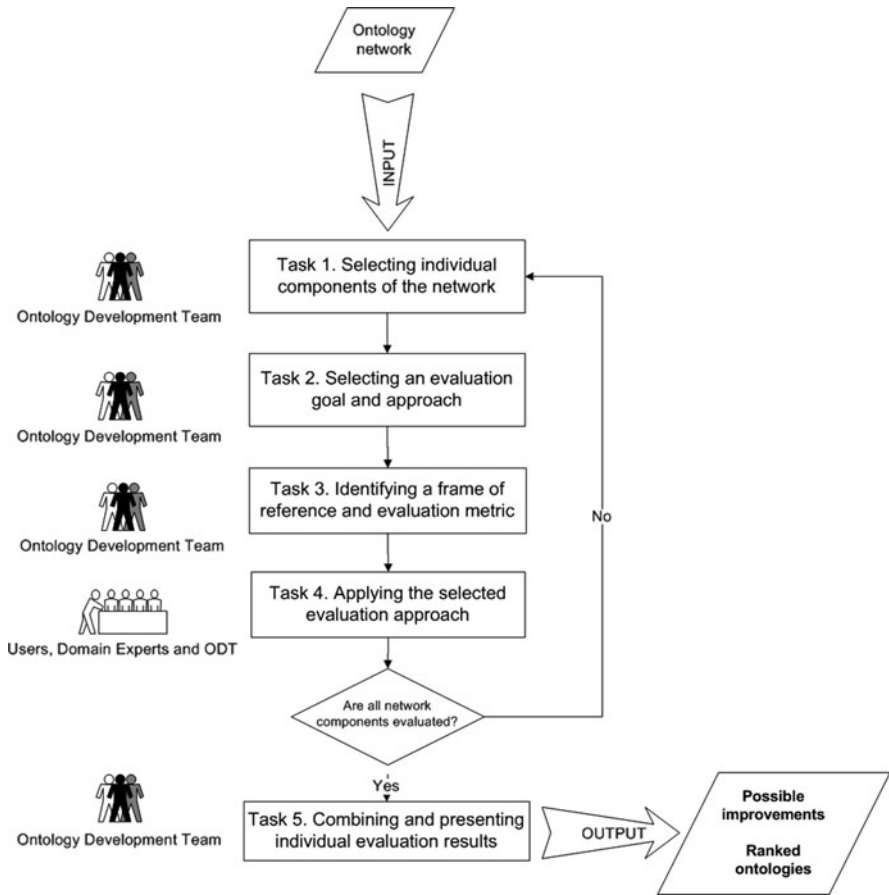 Ontology
network
INPUT
Task 1. Selecting individual
components of the network
Ontology Development Team
Task 2. Selecting an evaluation
goal and approach
Ontology Development Team
Task 3. Identifying a frame of
reference and evaluation metric
Ontology Development Team
No
Task 4. Applying the selected
evaluation approach
Users, Domain Experts and ODT
Are all network
components evaluated?
Yes
Task 5. Combining and presenting
individual evaluation results
Ontology Development Team
OUTPUT
Possible
improvements
Ranked
ontologies